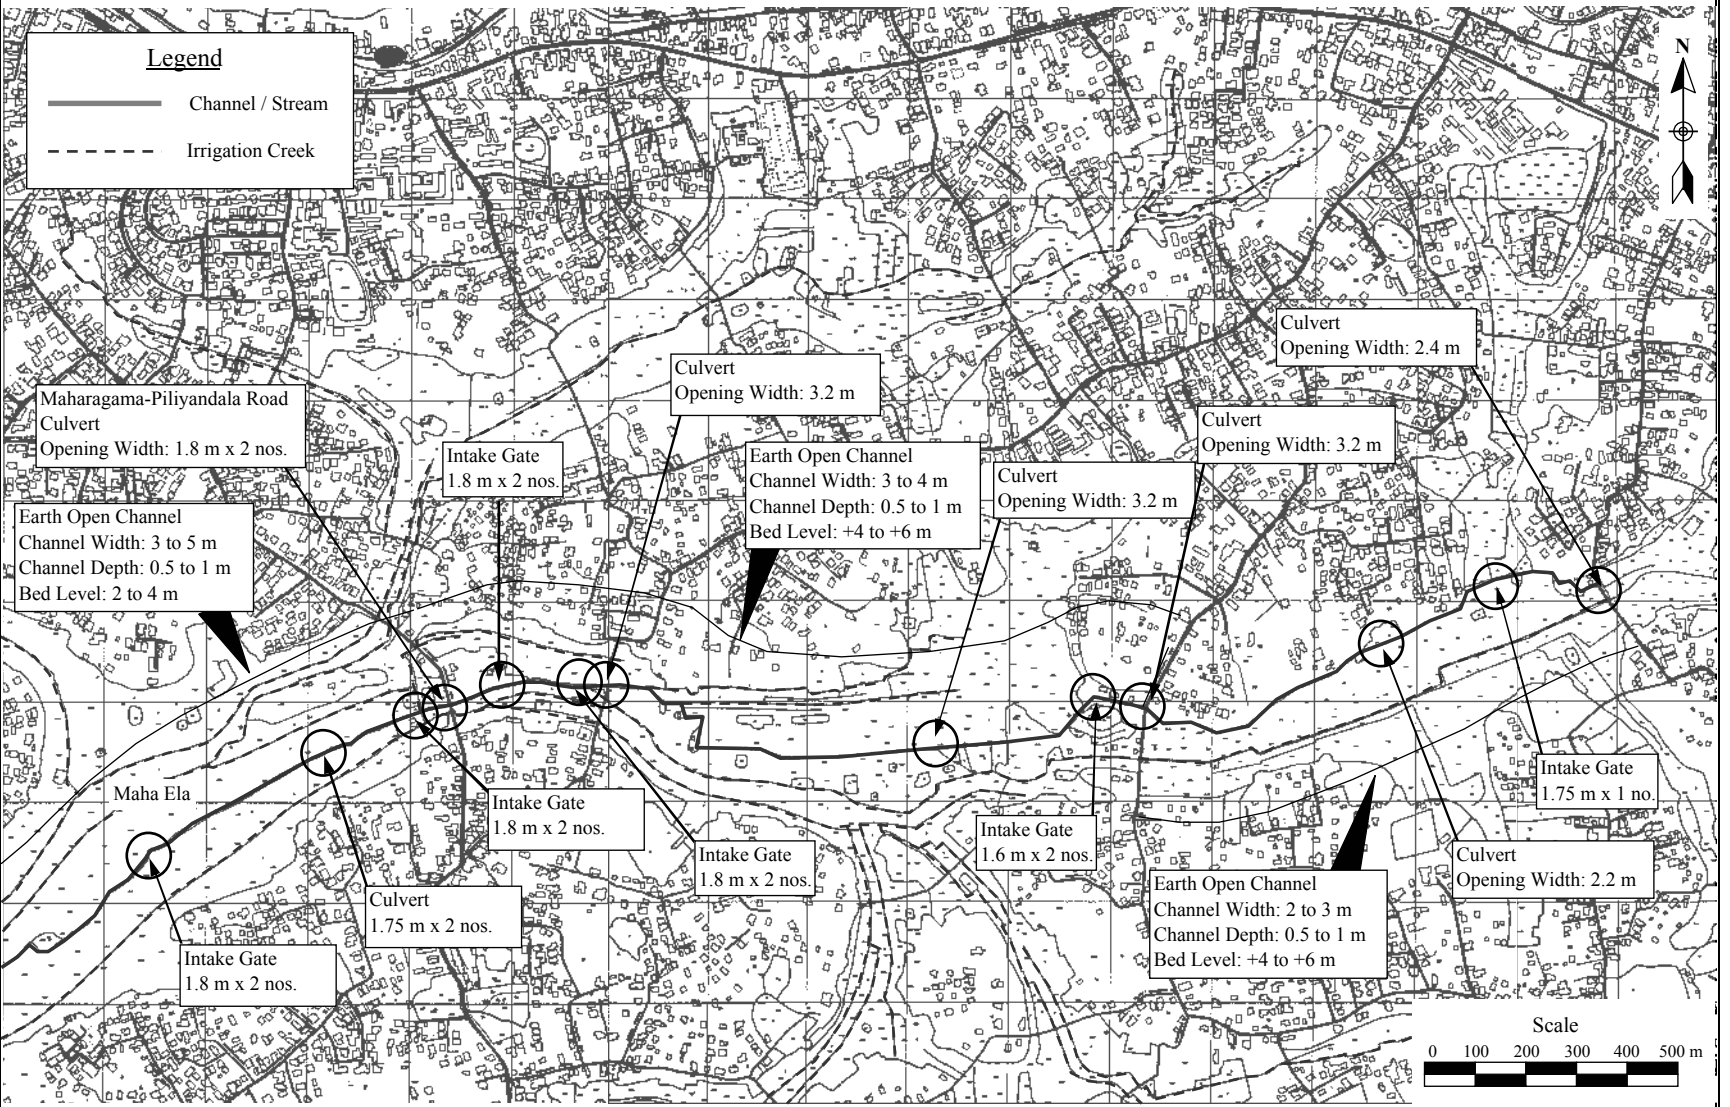 Legend
Channel / Stream
Irrigation Creek
N
Culvert
Opening Width: 2.4 m
Culvert
Opening Width: 3.2 m
Maharagama-Piliyandala Road
Culvert
Opening Width: 1.8 m x 2 nos.
Culvert
Opening Width: 3.2 m
Intake Gate
1.8 m x 2 nos.
Earth Open Channel
Channel Width: 3 to 4 m
Channel Depth: 0.5 to 1 m
Bed Level: +4 to +6 m
Culvert
Opening Width: 3.2 m
Earth Open Channel
Channel Width: 3 to 5 m
Channel Depth: 0.5 to 1 m
Bed Level: 2 to 4 m
Maha Ela
Intake Gate
1.8 m x 2 nos.
Intake Gate
1.75 m x 1 no.
Intake Gate
1.6 m x 2 nos.
Intake Gate
1.8 m x 2 nos.
Culvert
Opening Width: 2.2 m
Culvert
1.75 m x 2 nos.
Earth Open Channel
Channel Width: 2 to 3 m
Channel Depth: 0.5 to 1 m
Bed Level: +4 to +6 m
Intake Gate
1.8 m x 2 nos.
Scale
0 100 200 300 400 500 m